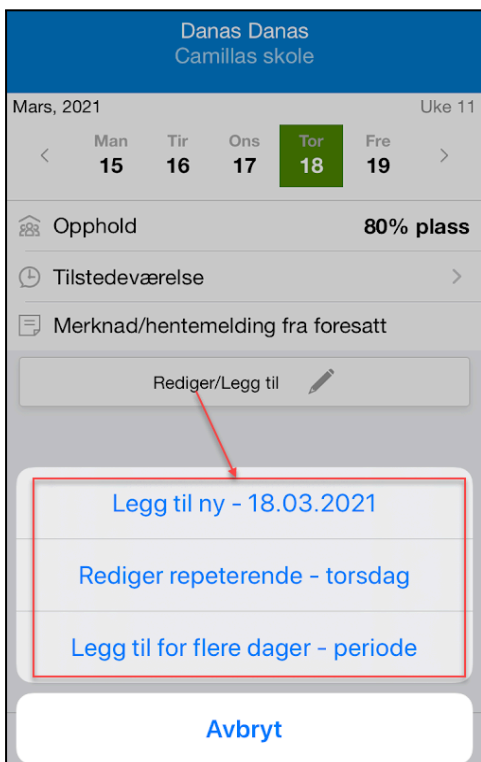 Danas Danas
Camillas skole
Mars, 2021 Uke 11
Man Tir Ons Tor Fre
< 15 16 17 18 19 >
Opphold 80% plass
Tilstedeværelse >
Merknad/hentemelding fra foresatt
Rediger/Legg til
Legg til ny - 18.03.2021
Rediger repeterende - torsdag
Legg til for flere dager - periode
Avbryt